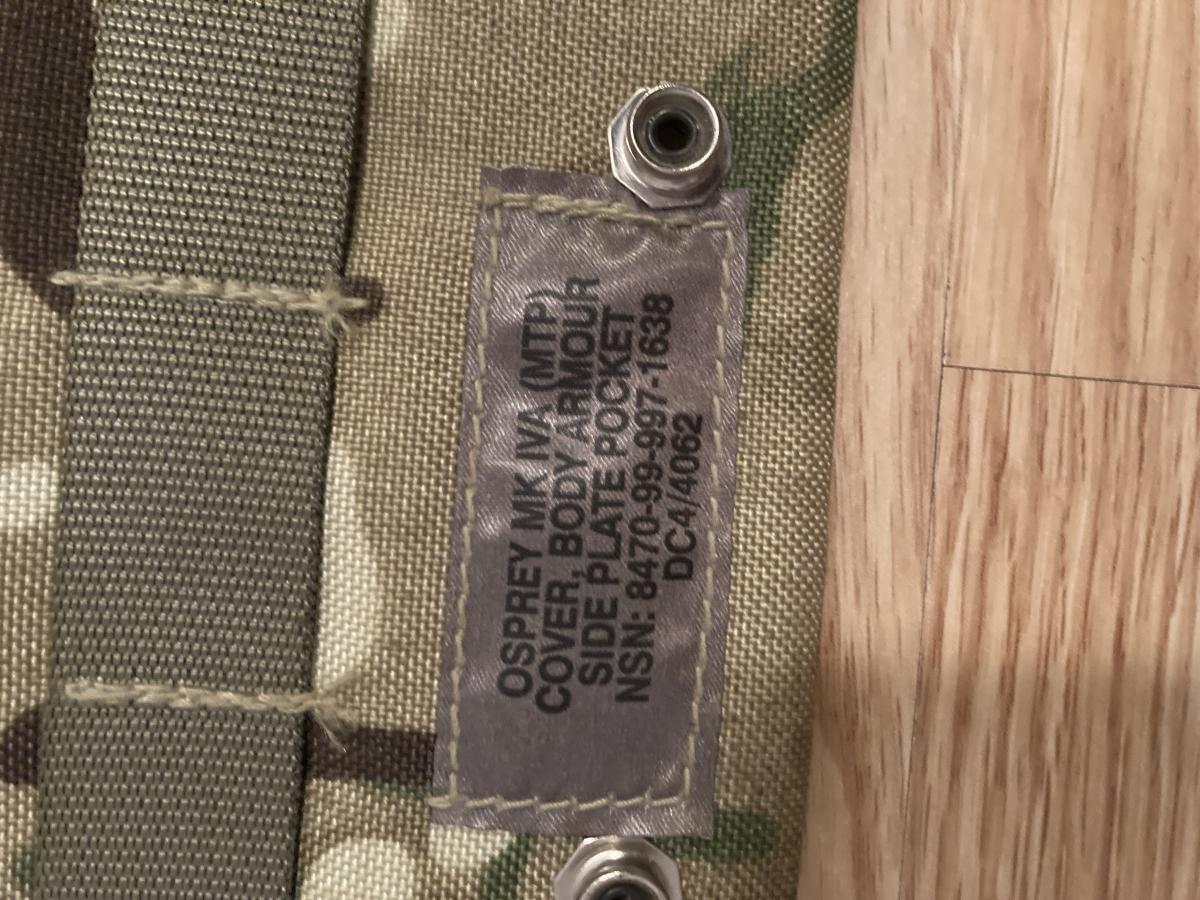 OSPREY MK IVA (MTP)
COVER, BODY ARMOUR
SIDE PLATE POCKET
NSN: 8470-99-997-1638
DC4/4062